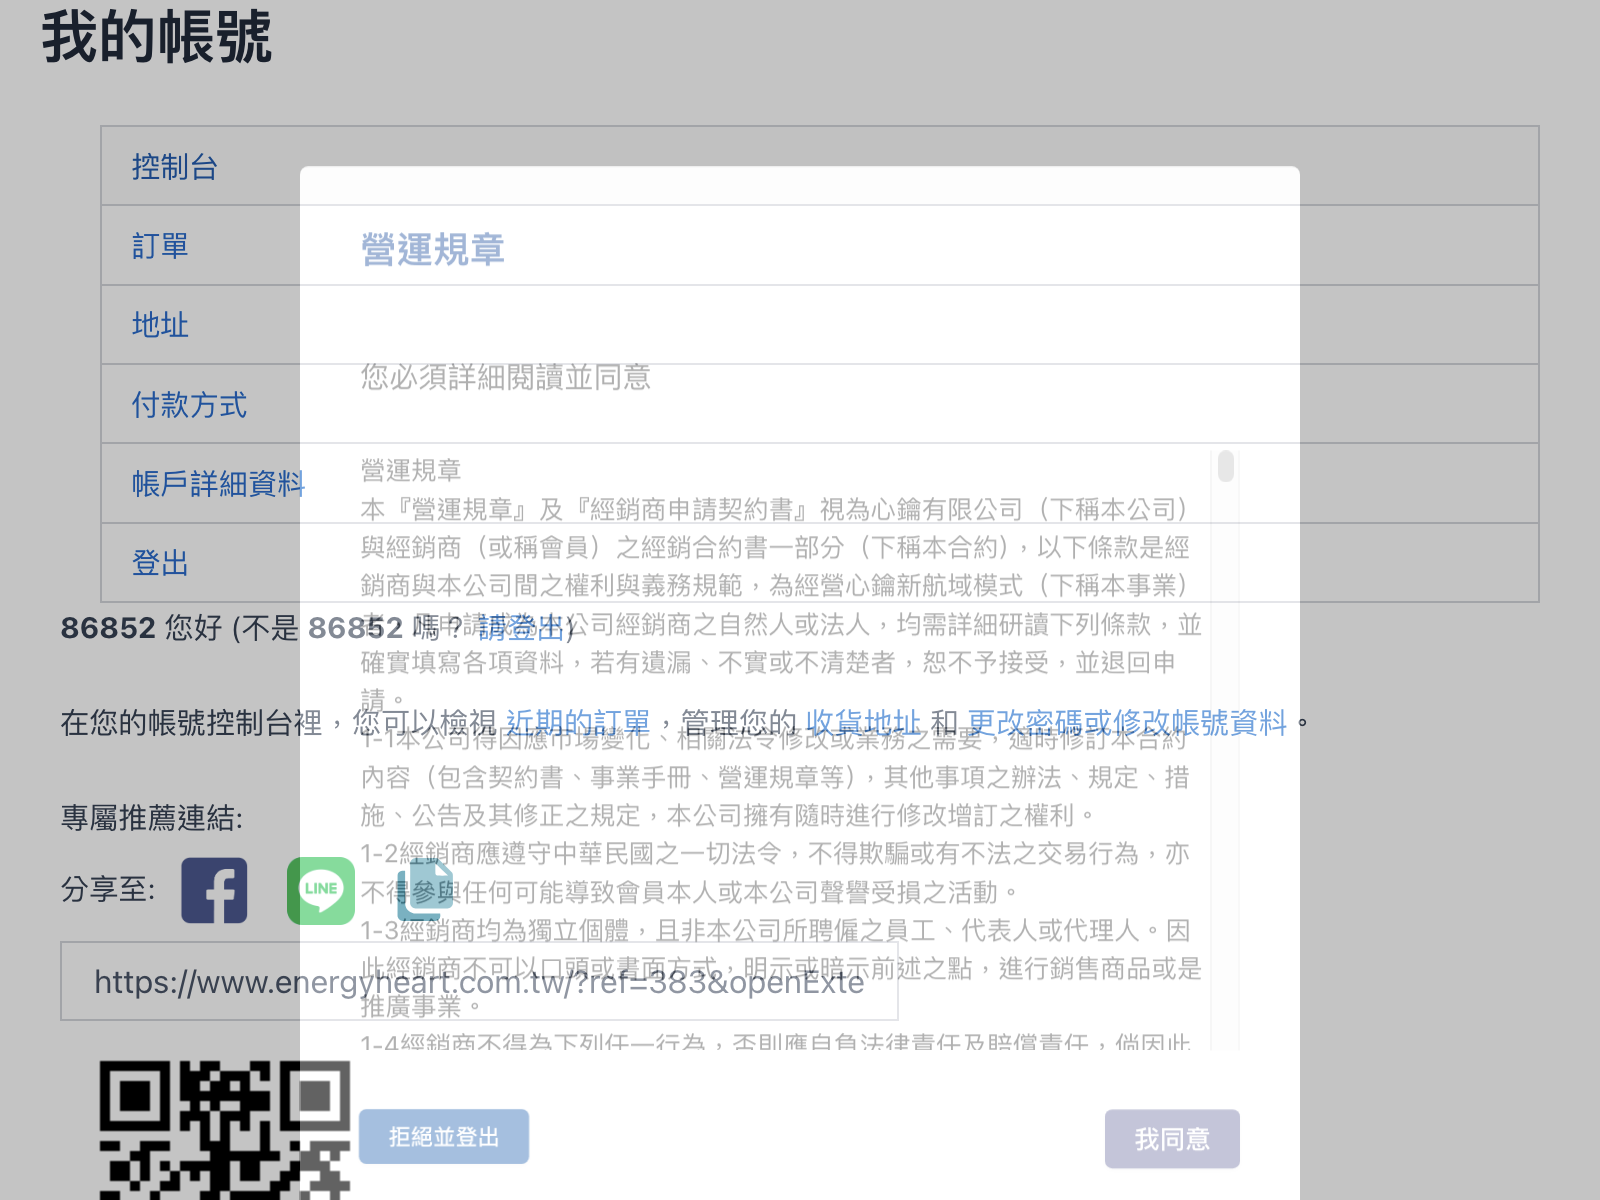 我的帳號
控制台
訂單
地址
付款方式
帳戶詳細資料
登出
86852 您好 (不是 86852 嗎？ 請登出)
在您的帳號控制台裡，您可以檢視 近期的訂單，管理您的 收貨地址 和 更改密碼或修改帳號資料。
專屬推薦連結:
分享至:
LINE
https://www.energyheart.com.tw/?ref=383&openExte
營運規章
您必須詳細閱讀並同意
營運規章
本『營運規章』及『經銷商申請契約書』視為心鑰有限公司（下稱本公司）
與經銷商（或稱會員）之經銷合約書一部分（下稱本合約），以下條款是經
銷商與本公司間之權利與義務規範，為經營心鑰新航域模式（下稱本事業）
申請成為本公司經銷商之自然人或法人，均需詳細研讀下列條款，並
確實填寫各項資料，若有遺漏、不實或不清楚者，恕不予接受，並退回申
請。
1-1本公司得因應市場變化、相關法令修改或業務之需要，適時修訂本合約
內容（包含契約書、事業手冊、營運規章等），其他事項之辦法、規定、措
施、公告及其修正之規定，本公司擁有隨時進行修改增訂之權利。
1-2經銷商應遵守中華民國之一切法令，不得欺騙或有不法之交易行為，亦
不得參與任何可能導致會員本人或本公司聲譽受損之活動。
1-3經銷商均為獨立個體，且非本公司所聘僱之員工、代表人或代理人。因
此經銷商不可以口頭或書面方式，明示或暗示前述之點，進行銷售商品或是
推廣事業。
1-4經銷商不得為下列任一行為，否則應自負法律責任及賠償責任，倘因此
拒絕並登出
我同意